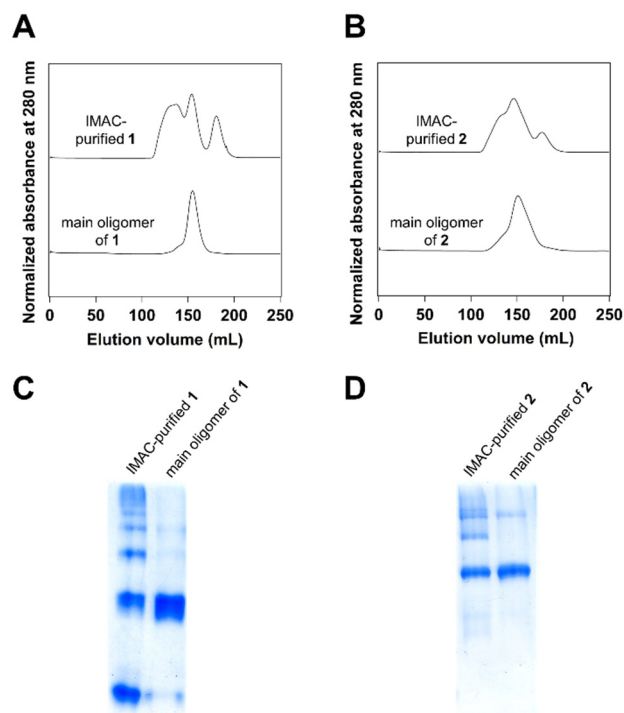 A
Normalized absorbance at 280 nm
IMAC-
purified 1
main oligomer
of 1
0 50 100 150 200 250
Elution volume (mL)
B
Normalized absorbance at 280 nm
IMAC-
purified 2
main oligomer
of 2
0 50 100 150 200 250
Elution volume (mL)
C
IMAC-purified 1
main oligomer of 1
D
IMAC-purified 2
main oligomer of 2